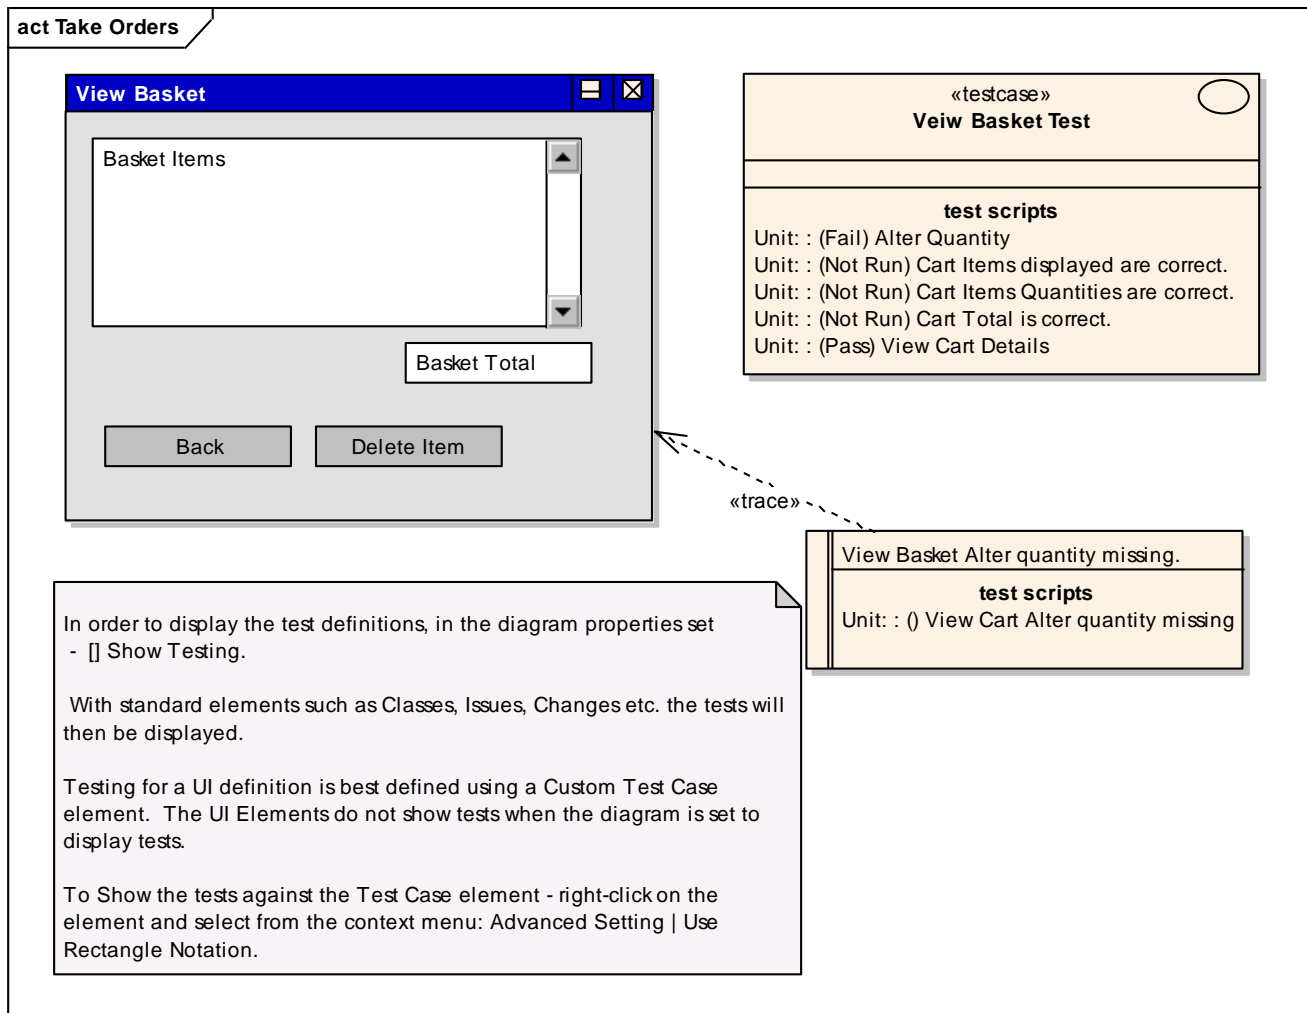 act Take Orders
View Basket
Basket Items
Basket Total
Back
Delete Item
«testcase»
Veiw Basket Test
test scripts
Unit: : (Fail) Alter Quantity
Unit: : (Not Run) Cart Items displayed are correct.
Unit: : (Not Run) Cart Items Quantities are correct.
Unit: : (Not Run) Cart Total is correct.
Unit: : (Pass) View Cart Details
«trace»
View Basket Alter quantity missing.
test scripts
Unit: : () View Cart Alter quantity missing
In order to display the test definitions, in the diagram properties set
- [] Show Testing.
With standard elements such as Classes, Issues, Changes etc. the tests will
then be displayed.
Testing for a UI definition is best defined using a Custom Test Case
element. The UI Elements do not show tests when the diagram is set to
display tests.
To Show the tests against the Test Case element - right-click on the
element and select from the context menu: Advanced Setting | Use
Rectangle Notation.